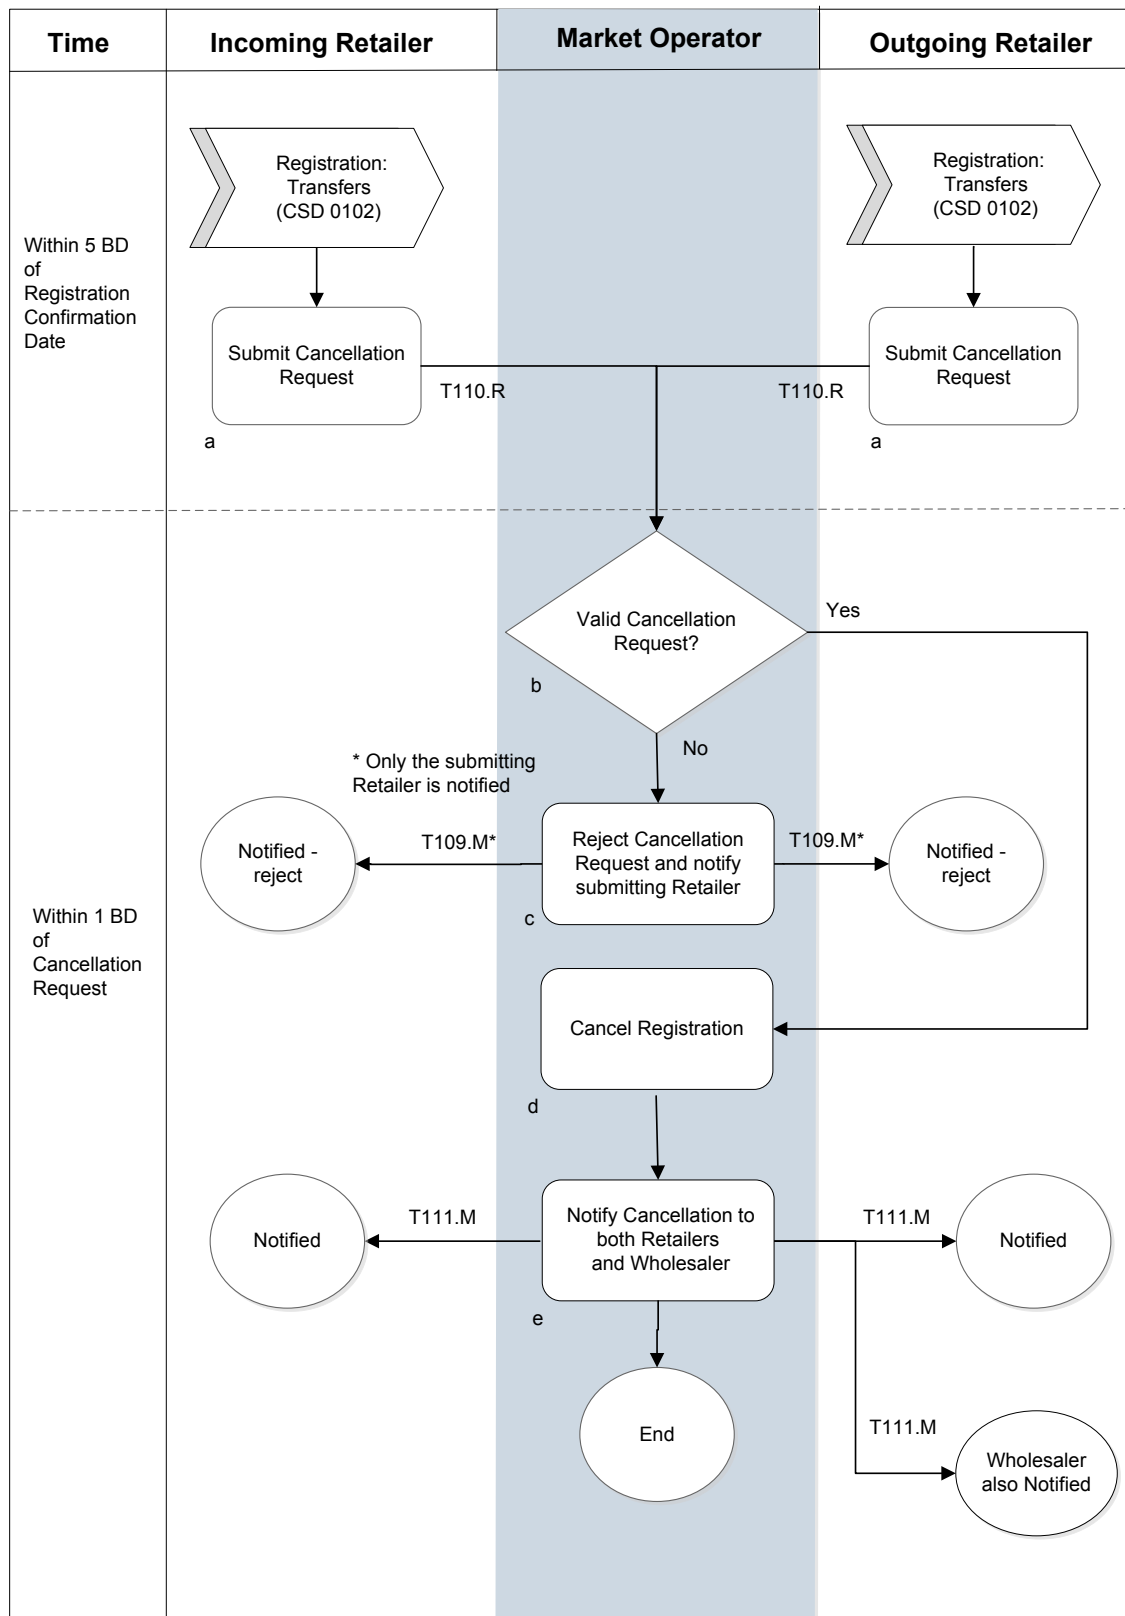 Time
Incoming Retailer
Market Operator
Outgoing Retailer
Registration:
Transfers
(CSD 0102)
Registration:
Transfers
(CSD 0102)
Within 5 BD
of
Registration
Confirmation
Date
Submit Cancellation
Request
Submit Cancellation
Request
T110.R
T110.R
a
a
Valid Cancellation
Request?
Yes
b
No
* Only the submitting
Retailer is notified
Notified -
reject
T109.M*
Reject Cancellation
Request and notify
submitting Retailer
T109.M*
Notified -
reject
c
Within 1 BD
of
Cancellation
Request
Cancel Registration
d
Notified
T111.M
Notify Cancellation to
both Retailers
and Wholesaler
T111.M
Notified
e
End
T111.M
Wholesaler
also Notified